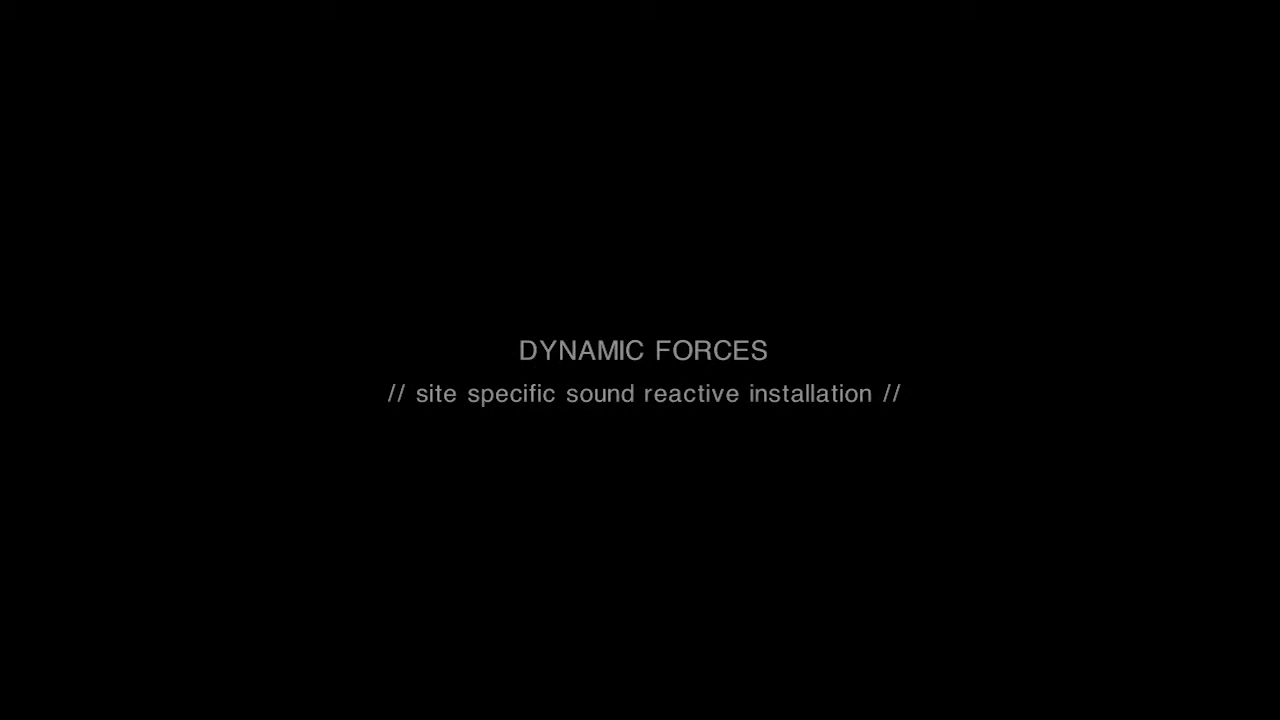 DYNAMIC FORCES
// site specific sound reactive installation //